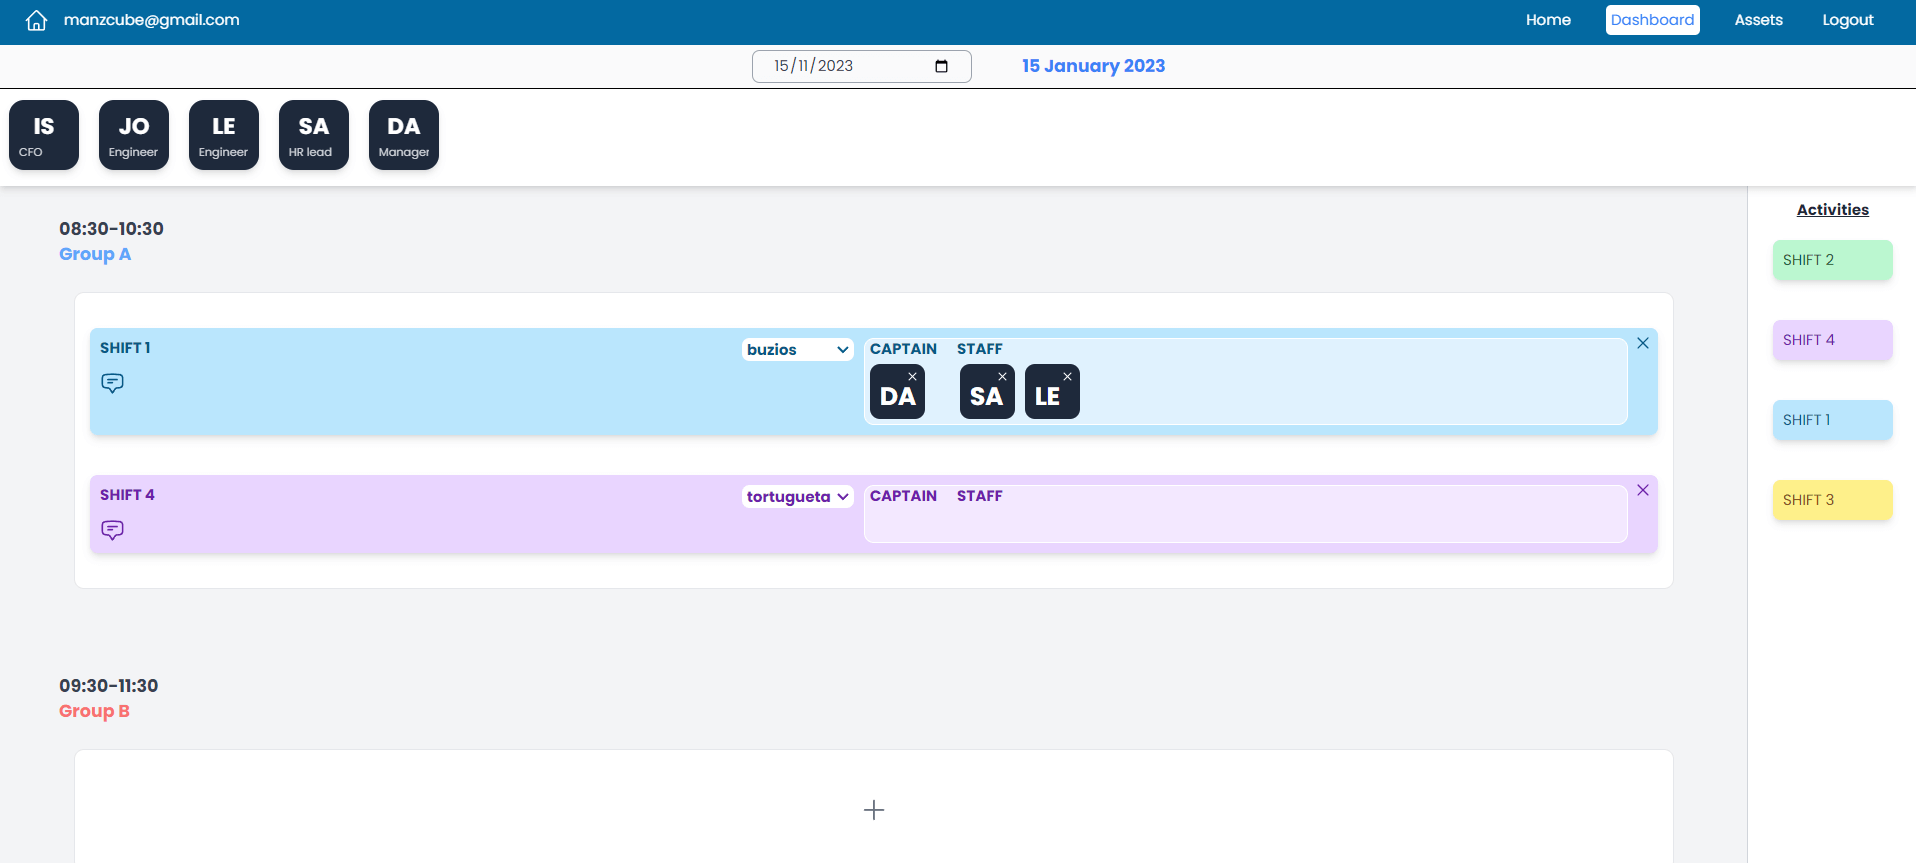 manzcube@gmail.com
Home
Dashboard
Assets
Logout
15/11/2023
15 January 2023
IS
CFO
JO
Engineer
LE
Engineer
SA
HR lead
DA
Manager
08:30-10:30
Group A
SHIFT 1
buzios
CAPTAIN
STAFF
DA
SA
LE
SHIFT 4
tortugueta
CAPTAIN
STAFF
09:30-11:30
Group B
Activities
SHIFT 2
SHIFT 4
SHIFT 1
SHIFT 3